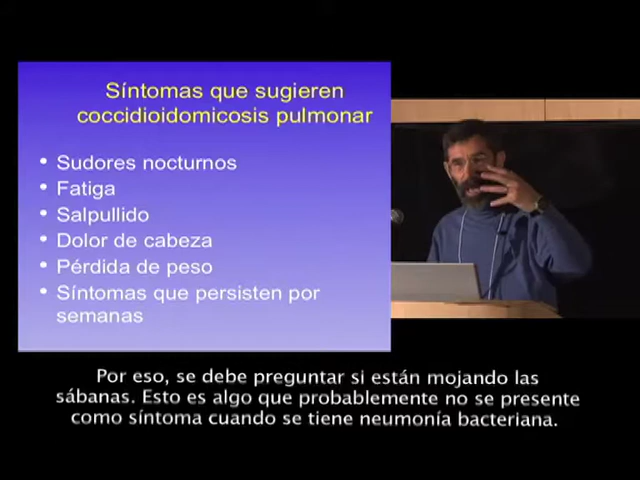 Síntomas que sugieren
coccidioidomicosis pulmonar
• Sudores nocturnos
• Fatiga
• Salpullido
• Dolor de cabeza
• Pérdida de peso
• Síntomas que persisten por
semanas
Por eso, se debe preguntar si están mojando las
sábanas. Esto es algo que probablemente no se presente
como síntoma cuando se tiene neumonía bacteriana.